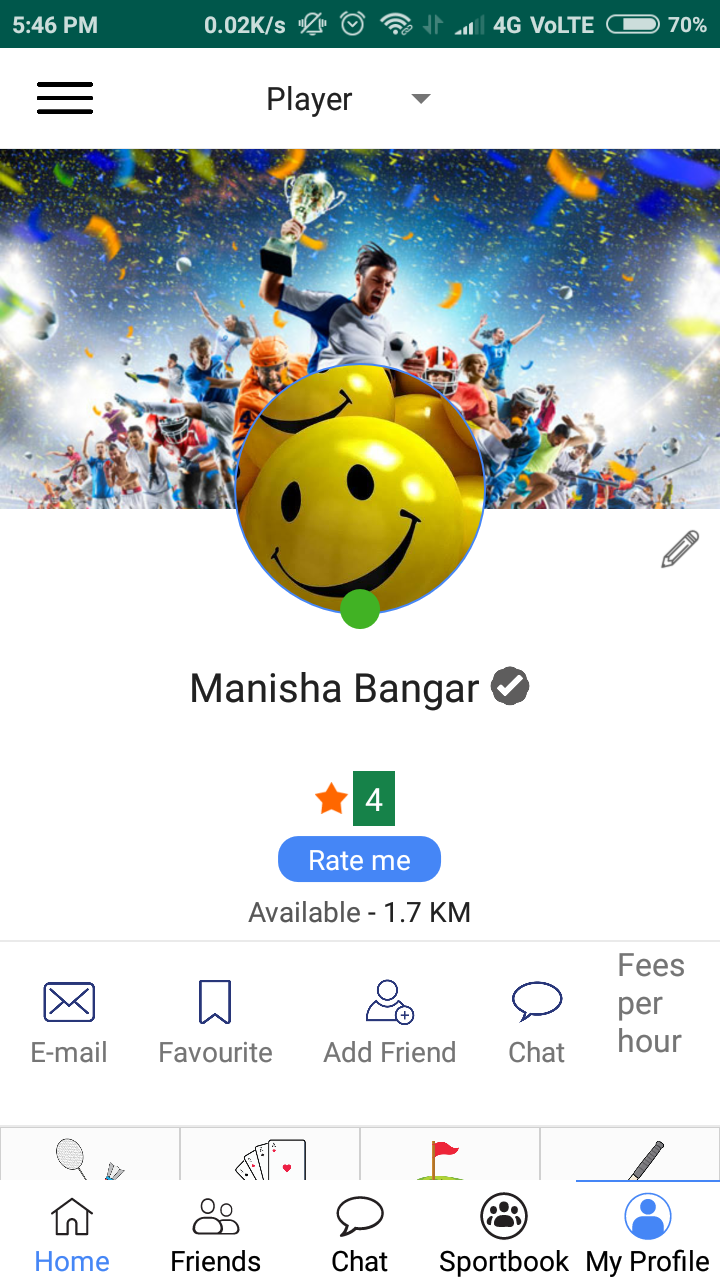 5:46 PM 0.02K/s 4G VoLTE 70%
Player
Manisha Bangar
4
Rate me
Available - 1.7 KM
E-mail Favourite Add Friend Chat Fees per hour
Home Friends Chat Sportbook My Profile